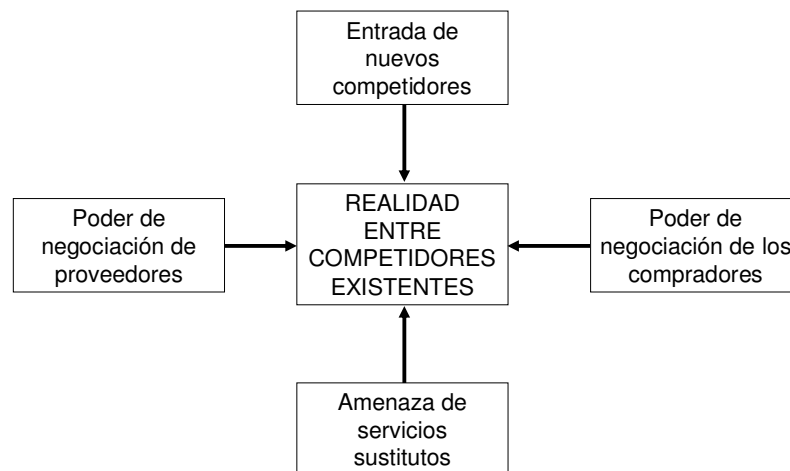 Entrada de
nuevos
competidores
Poder de
negociación de
proveedores
REALIDAD
ENTRE
COMPETIDORES
EXISTENTES
Poder de
negociación de los
compradores
Amenaza de
servicios
sustitutos